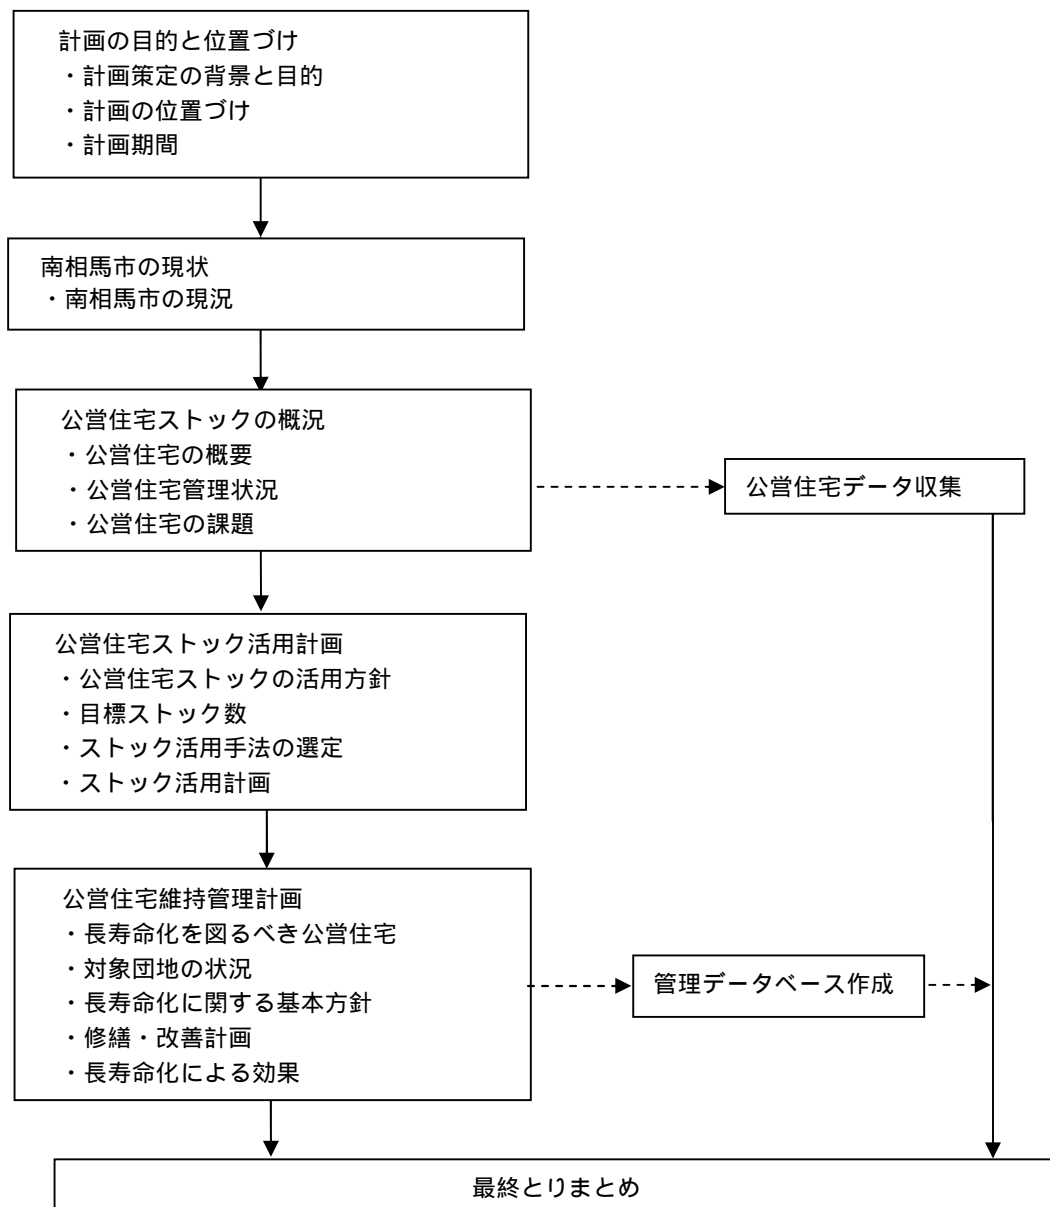 計画の目的と位置づけ
・計画策定の背景と目的
・計画の位置づけ
・計画期間
南相馬市の現状
・南相馬市の現況
公営住宅ストックの概況
・公営住宅の概要
・公営住宅管理状況
・公営住宅の課題
公営住宅データ収集
公営住宅ストック活用計画
・公営住宅ストックの活用方針
・目標ストック数
・ストック活用手法の選定
・ストック活用計画
公営住宅維持管理計画
・長寿命化を図るべき公営住宅
・対象団地の状況
・長寿命化に関する基本方針
・修繕・改善計画
・長寿命化による効果
管理データベース作成
最終とりまとめ